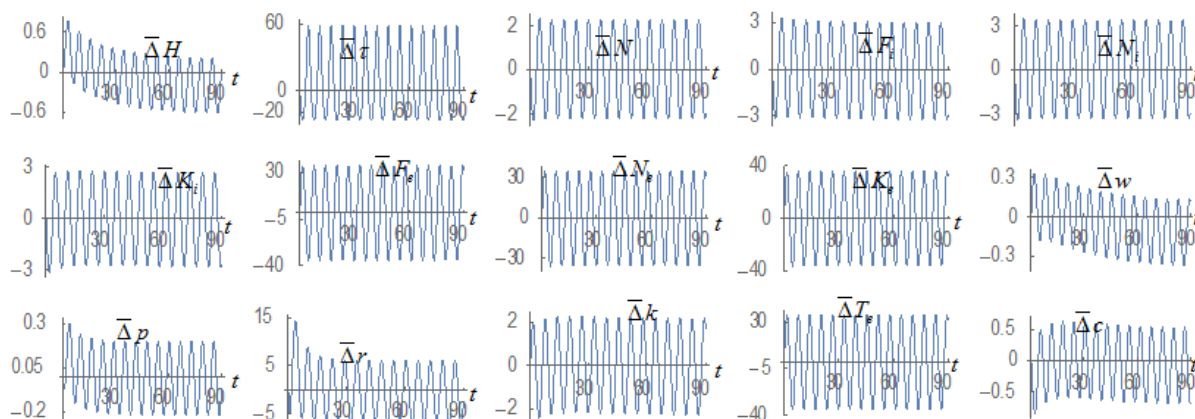 0.6 Δ̅ H t 0 30 60 90 −0.6
60 Δ̅ τ t 0 30 60 90 −20
2 Δ̅ N t 0 30 60 90 −2
3 Δ̅ F_i t 0 30 60 90 −3
3 Δ̅ N_i t 0 30 60 90 −3
3 Δ̅ K_i t 0 30 60 90 −3
30 Δ̅ F_e t −5 30 60 90 −40
30 Δ̅ N_e t 0 30 60 90 −30
40 Δ̅ K_e t 0 30 60 90 −40
0.3 Δ̅ w t 0 30 60 90 −0.3
0.3 Δ̅ p t 0.05 30 60 90 −0.2
15 Δ̅ r t 5 30 60 90 −5
2 Δ̅ k t 0 30 60 90 −2
30 Δ̅ T_e t −5 30 60 90 −40
0.5 Δ̅ c t 0 30 60 90 −0.5